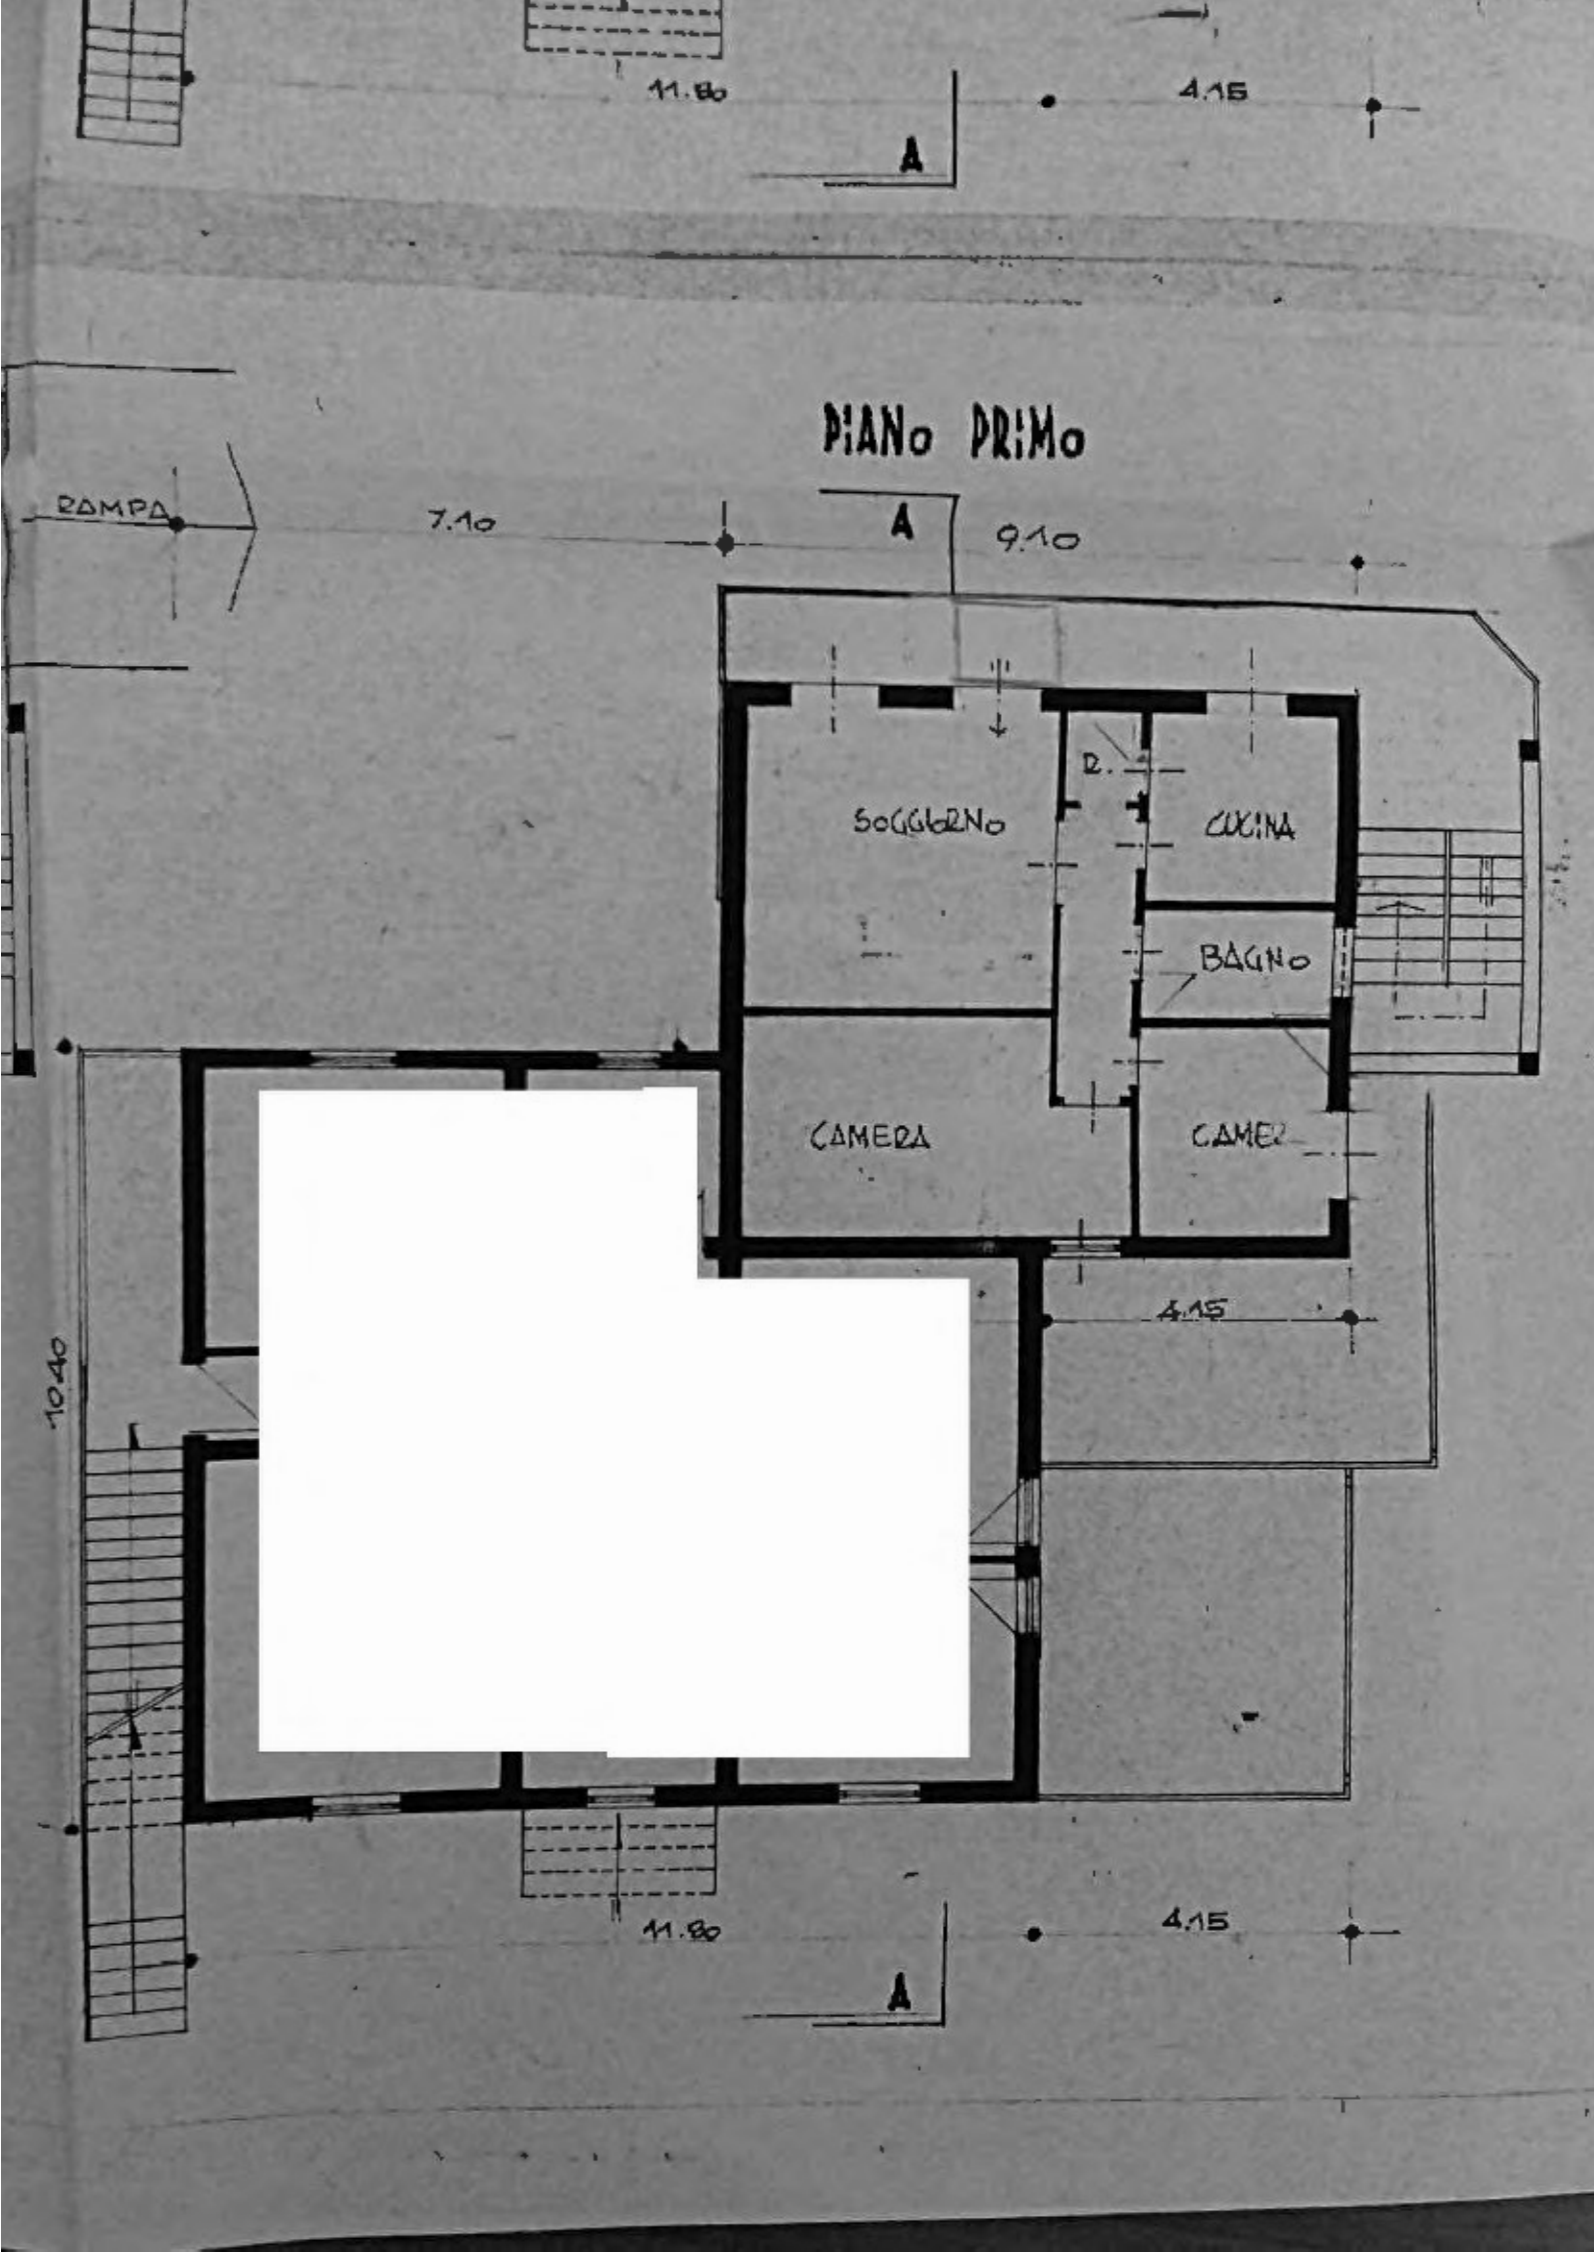 11.80 4.15
A
PIANO PRIMO
RAMPA 7.10 A 9.10
R.
SOGGIORNO CUCINA
BAGNO
CAMERA CAMER
4.15
10.40
11.80 4.15
A